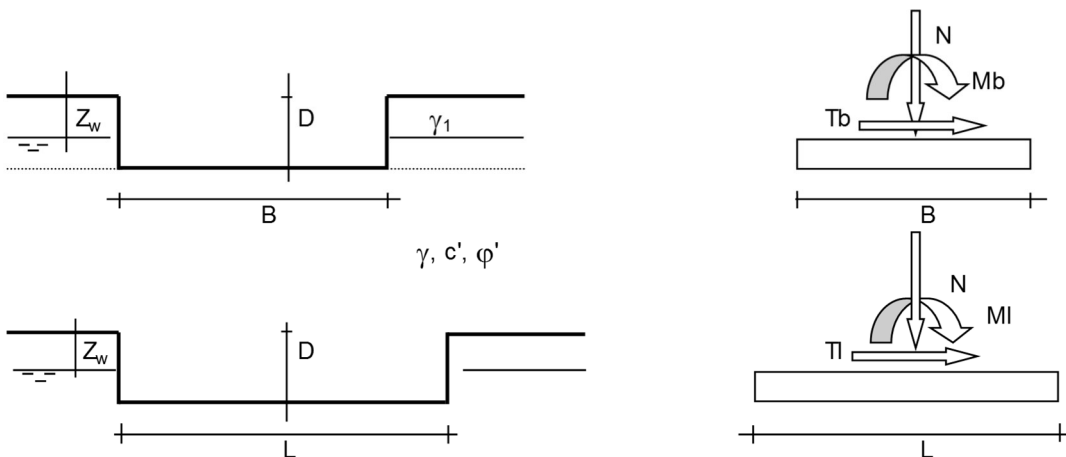 Z_w D γ₁
B
N
Mb
Tb
B
γ, c', φ'
Z_w D
L
N
Ml
Tl
L